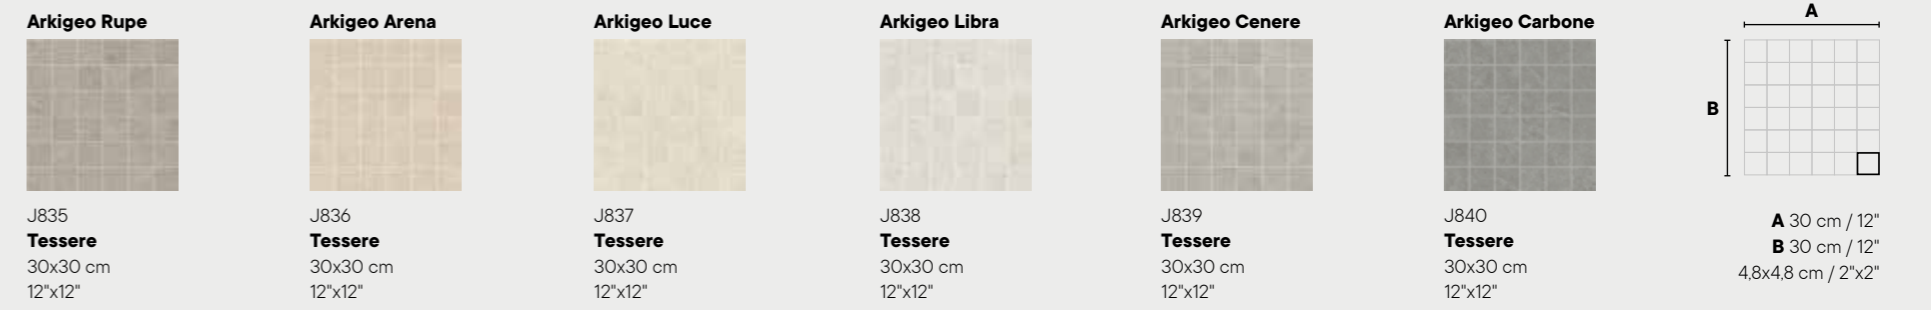 Arkigeo Rupe
J835
Tessere
30x30 cm
12"x12"
Arkigeo Arena
J836
Tessere
30x30 cm
12"x12"
Arkigeo Luce
J837
Tessere
30x30 cm
12"x12"
Arkigeo Libra
J838
Tessere
30x30 cm
12"x12"
Arkigeo Cenere
J839
Tessere
30x30 cm
12"x12"
Arkigeo Carbone
J840
Tessere
30x30 cm
12"x12"
A
B
A 30 cm / 12"
B 30 cm / 12"
4,8x4,8 cm / 2"x2"